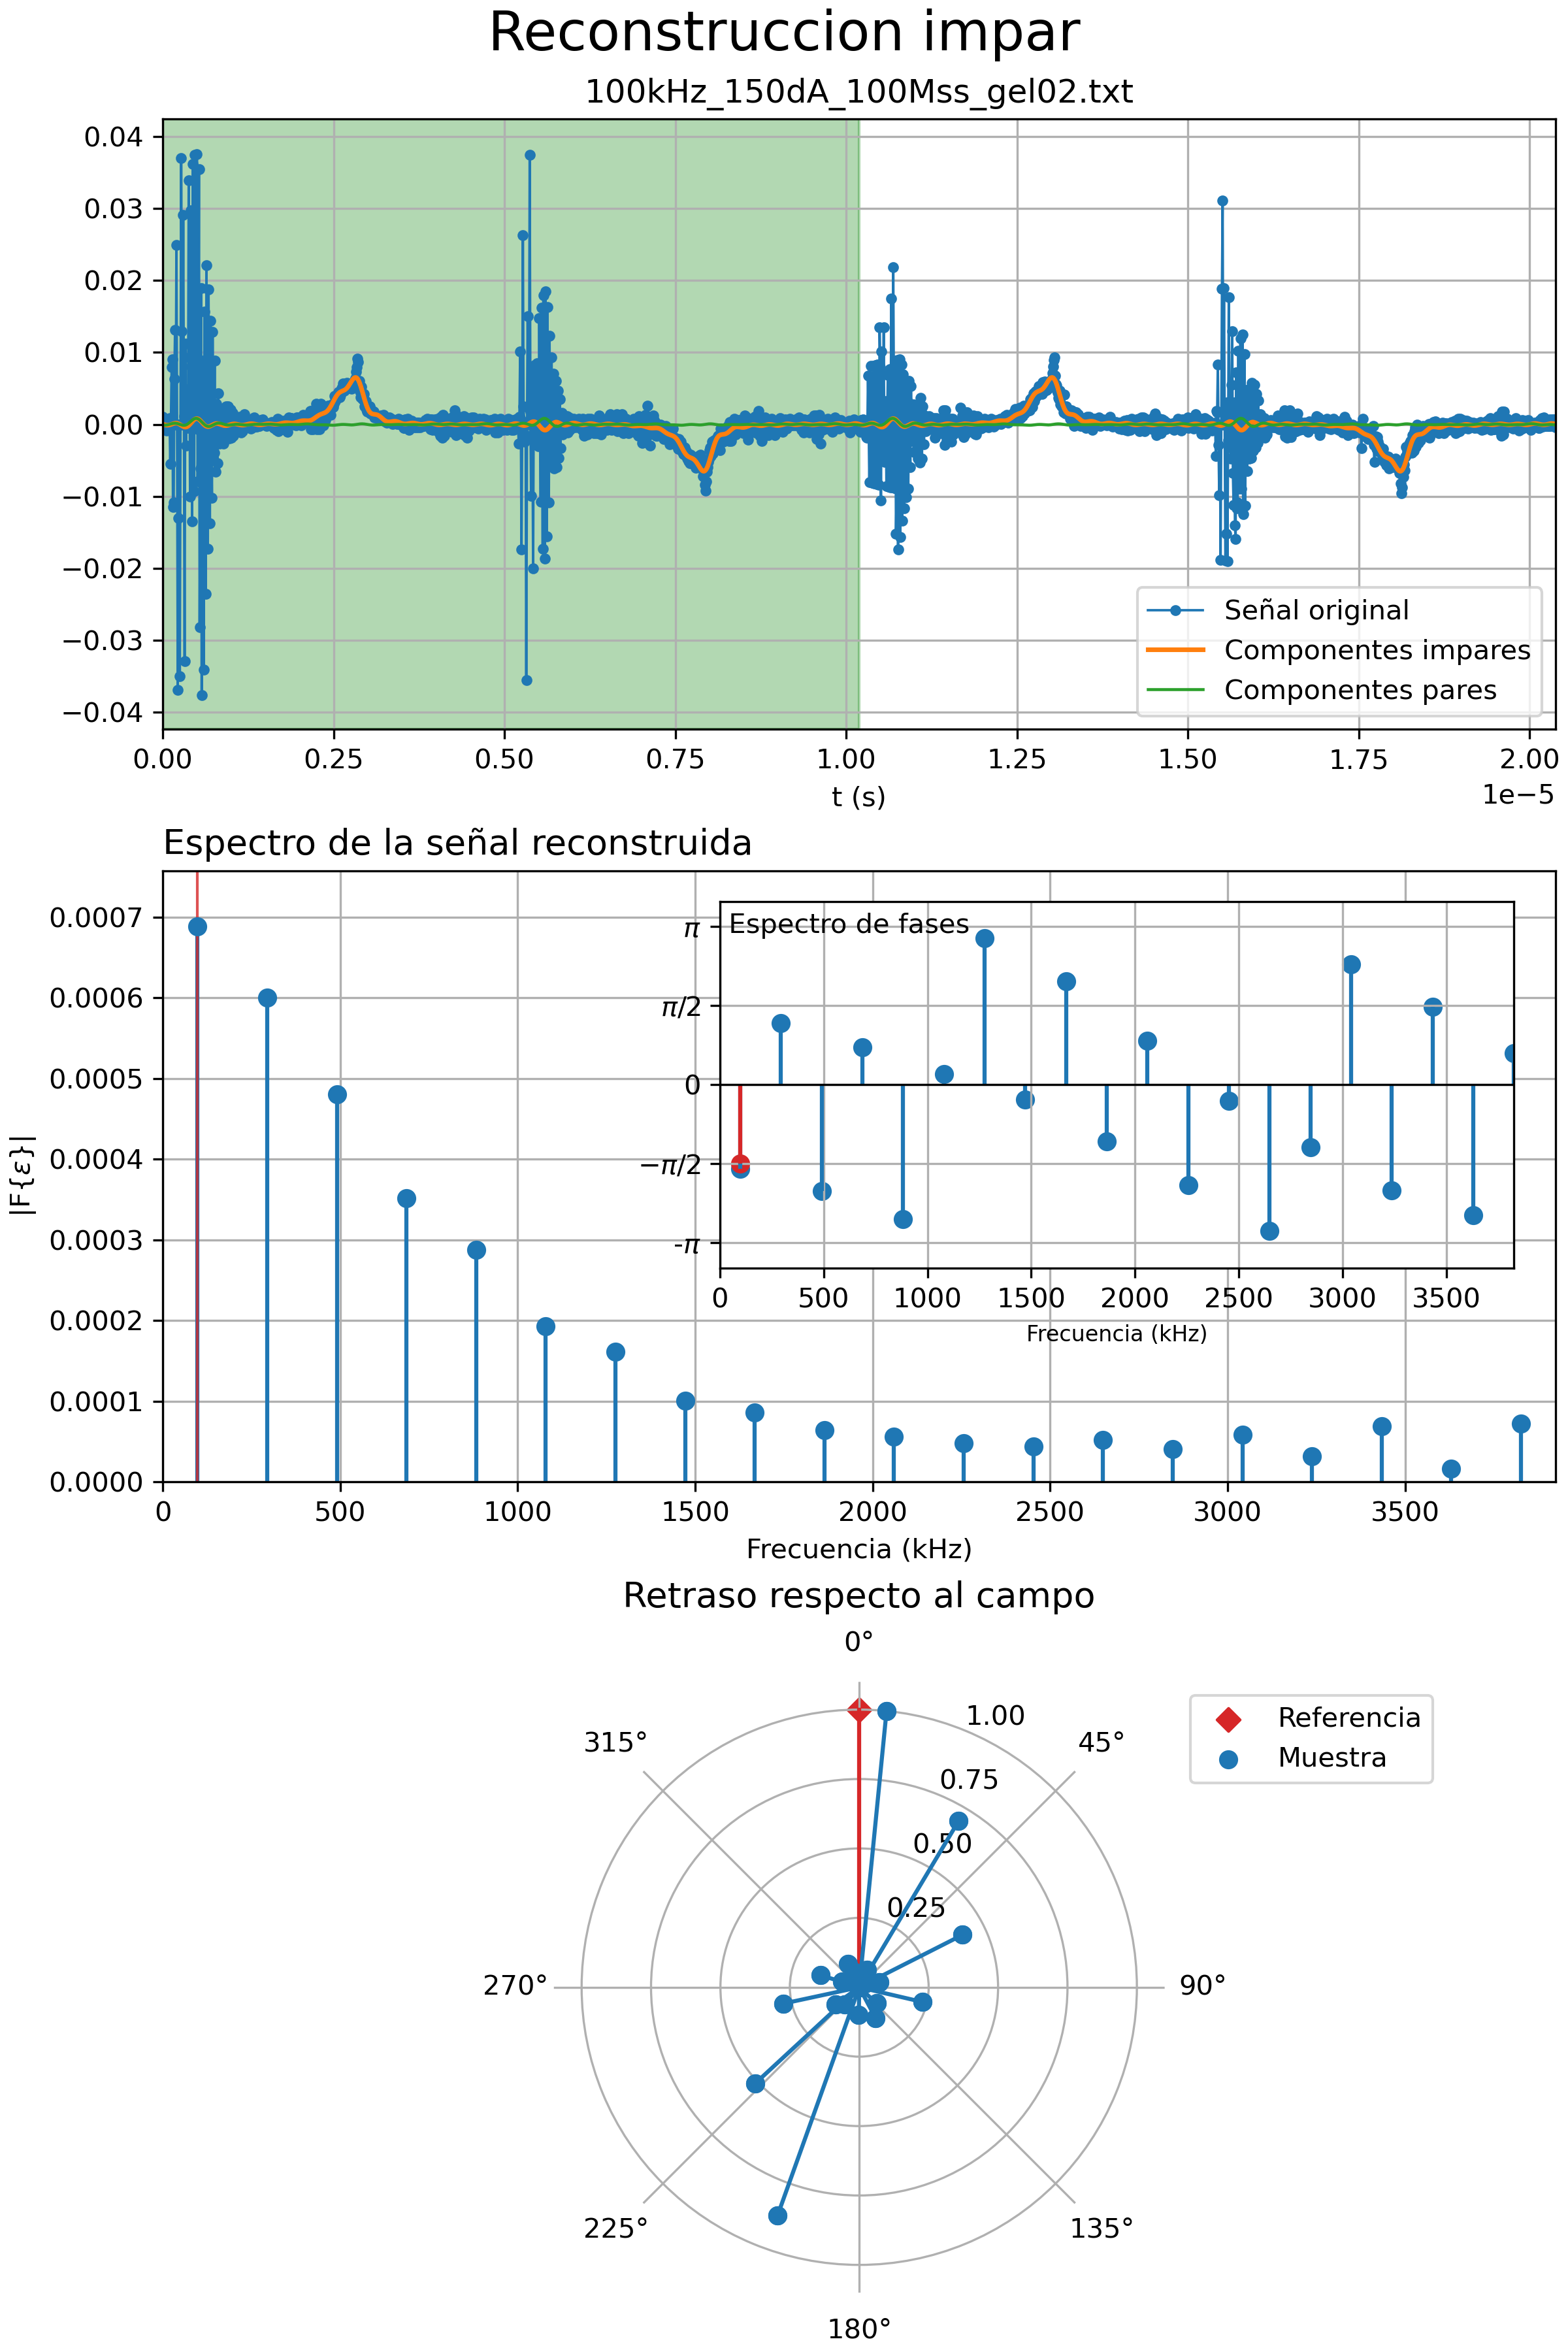 Reconstruccion impar
100kHz_150dA_100Mss_gel02.txt
0.04
0.03
0.02
0.01
0.00
−0.01
−0.02
−0.03
−0.04
Señal original
Componentes impares
Componentes pares
0.00 0.25 0.50 0.75 1.00 1.25 1.50 1.75 2.00
t (s)
1e−5
Espectro de la señal reconstruida
|F{ε}|
0.0007
0.0006
0.0005
0.0004
0.0003
0.0002
0.0001
0.0000
Espectro de fases
π
π/2
0
−π/2
-π
0 500 1000 1500 2000 2500 3000 3500
Frecuencia (kHz)
0 500 1000 1500 2000 2500 3000 3500
Frecuencia (kHz)
Retraso respecto al campo
0°
45°
90°
135°
180°
225°
270°
315°
1.00
0.75
0.50
0.25
Referencia
Muestra